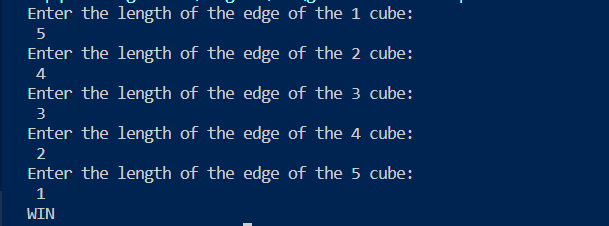 Enter the length of the edge of the 1 cube:
5
Enter the length of the edge of the 2 cube:
4
Enter the length of the edge of the 3 cube:
3
Enter the length of the edge of the 4 cube:
2
Enter the length of the edge of the 5 cube:
1
WIN